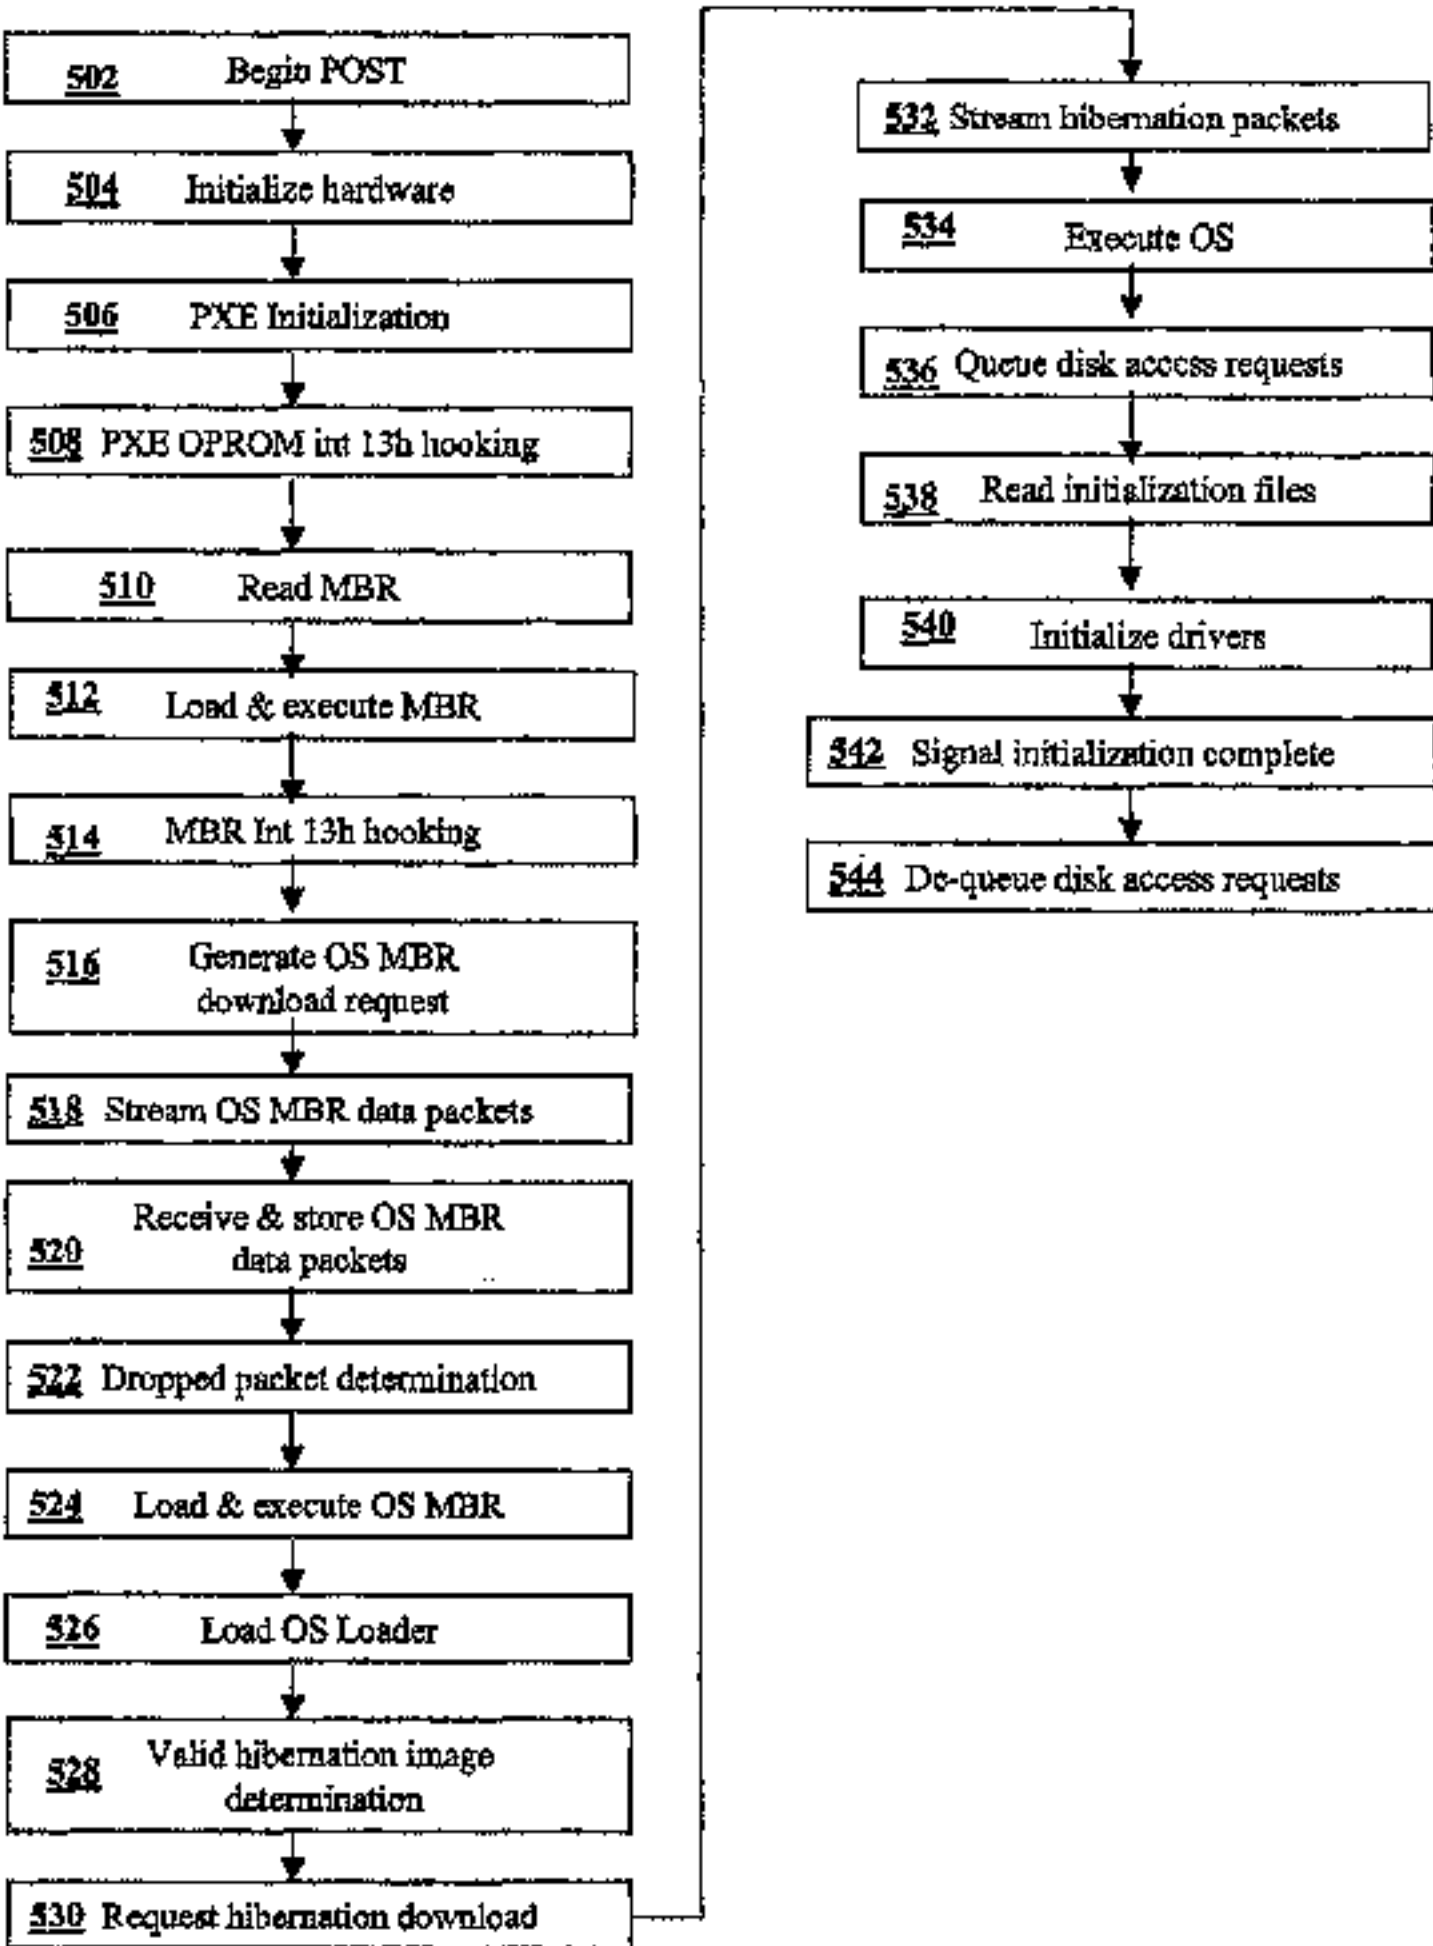 502 Begin POST
504 Initialize hardware
506 PXE Initialization
508 PXE OPROM int 13h hooking
510 Read MBR
512 Load & execute MBR
514 MBR Int 13h hooking
516 Generate OS MBR
download request
518 Stream OS MBR data packets
520 Receive & store OS MBR
data packets
522 Dropped packet determination
524 Load & execute OS MBR
526 Load OS Loader
528 Valid hibernation image
determination
530 Request hibernation download
532 Stream hibernation packets
534 Execute OS
536 Queue disk access requests
538 Read initialization files
540 Initialize drivers
542 Signal initialization complete
544 De-queue disk access requests